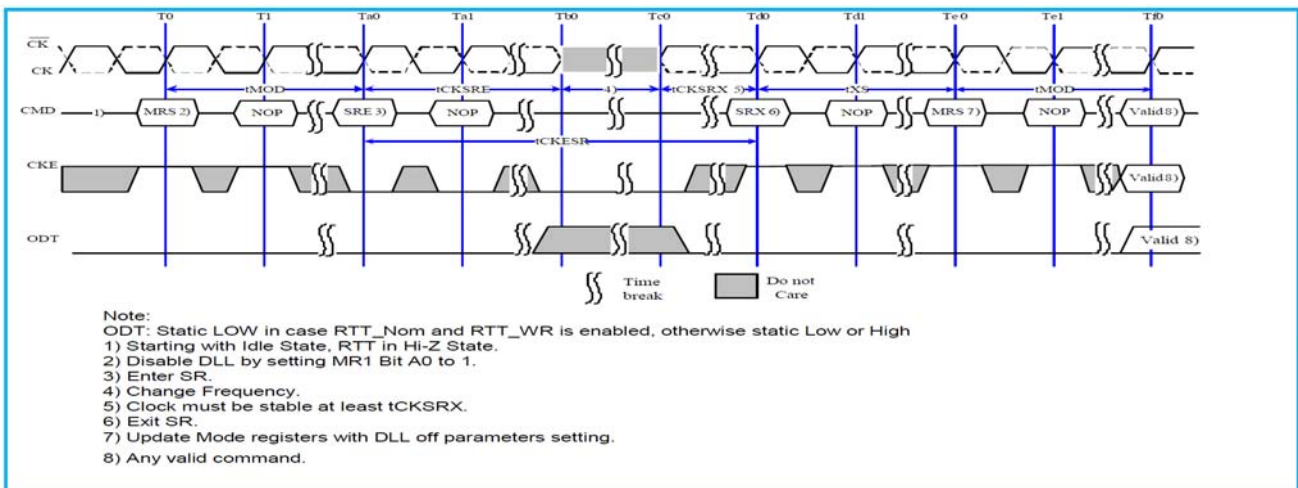 T0 T1 Ta0 Ta1 Tb0 Tc0 Td0 Td1 Te0 Te1 Tf0
CK
CK
tMOD tCKSRE 4) tCKSRX 5) tXS tMOD
CMD 1) MRS 2) NOP SRE 3) NOP SRX 6) NOP MRS 7) NOP Valid8)
tCKESR
CKE Valid8)
ODT Valid 8)
Time break
Do not Care
Note:
ODT: Static LOW in case RTT_Nom and RTT_WR is enabled, otherwise static Low or High
1) Starting with Idle State, RTT in Hi-Z State.
2) Disable DLL by setting MR1 Bit A0 to 1.
3) Enter SR.
4) Change Frequency.
5) Clock must be stable at least tCKSRX.
6) Exit SR.
7) Update Mode registers with DLL off parameters setting.
8) Any valid command.